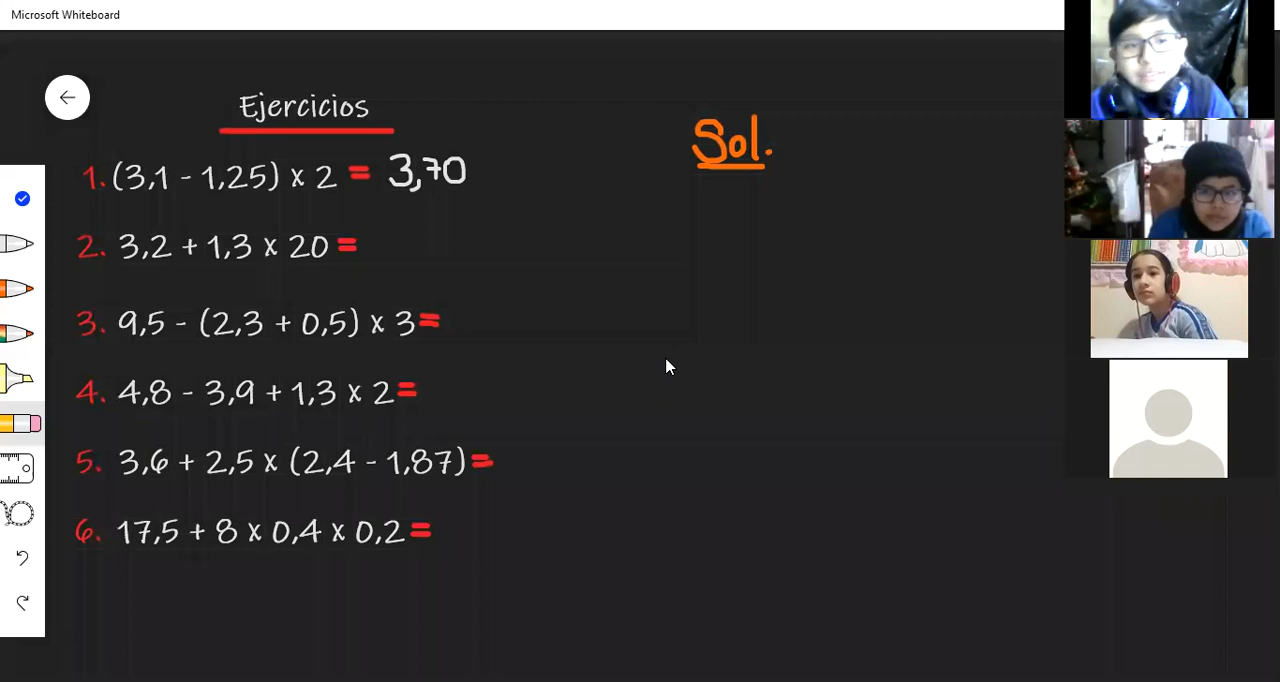 Microsoft Whiteboard
Ejercicios
Sol.
1. (3,1 - 1,25) x 2 = 3,70
2. 3,2 + 1,3 x 20 =
3. 9,5 - (2,3 + 0,5) x 3 =
4. 4,8 - 3,9 + 1,3 x 2 =
5. 3,6 + 2,5 x (2,4 - 1,87) =
6. 17,5 + 8 x 0,4 x 0,2 =